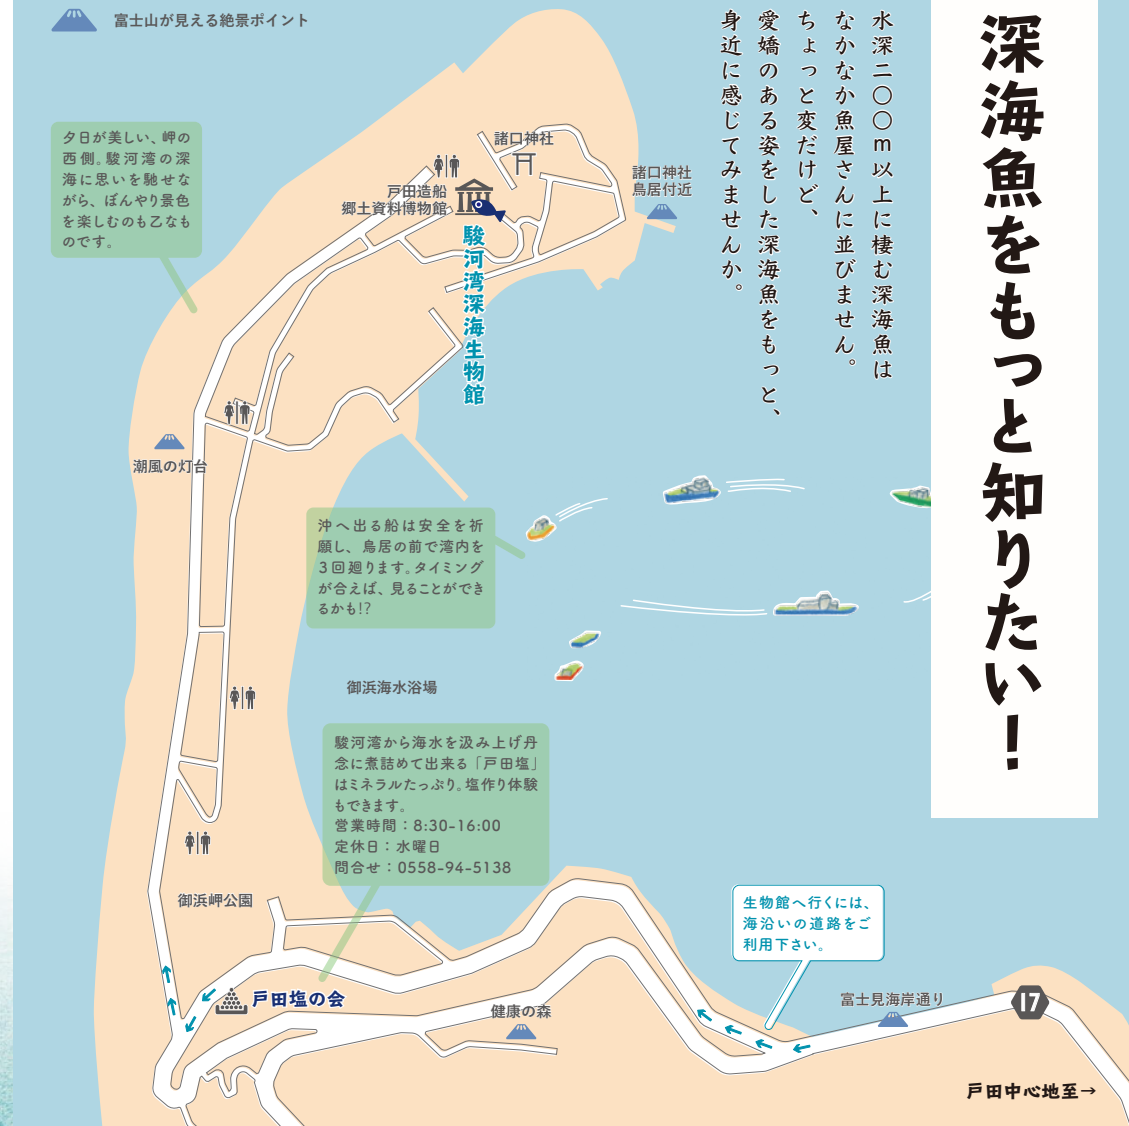 深海魚をもっと知りたい！
水深二〇〇m以上に棲む深海魚は
なかなか魚屋さんに並びません。
ちょっと変だけど、
愛嬌のある姿をした深海魚をもっと、
身近に感じてみませんか。
富士山が見える絶景ポイント
夕日が美しい、岬の
西側。駿河湾の深
海に思いを馳せな
がら、ぼんやり景色
を楽しむのも乙なも
のです。
諸口神社
戸田造船
郷土資料博物館
諸口神社
鳥居付近
駿河湾深海生物館
潮風の灯台
沖へ出る船は安全を祈
願し、鳥居の前で湾内を
３回廻ります。タイミング
が合えば、見ることができ
るかも!?
御浜海水浴場
駿河湾から海水を汲み上げ丹
念に煮詰めて出来る「戸田塩」
はミネラルたっぷり。塩作り体験
もできます。
営業時間：8:30-16:00
定休日：水曜日
問合せ：0558-94-5138
御浜岬公園
生物館へ行くには、
海沿いの道路をご
利用下さい。
戸田塩の会
健康の森
富士見海岸通り
17
戸田中心地至→